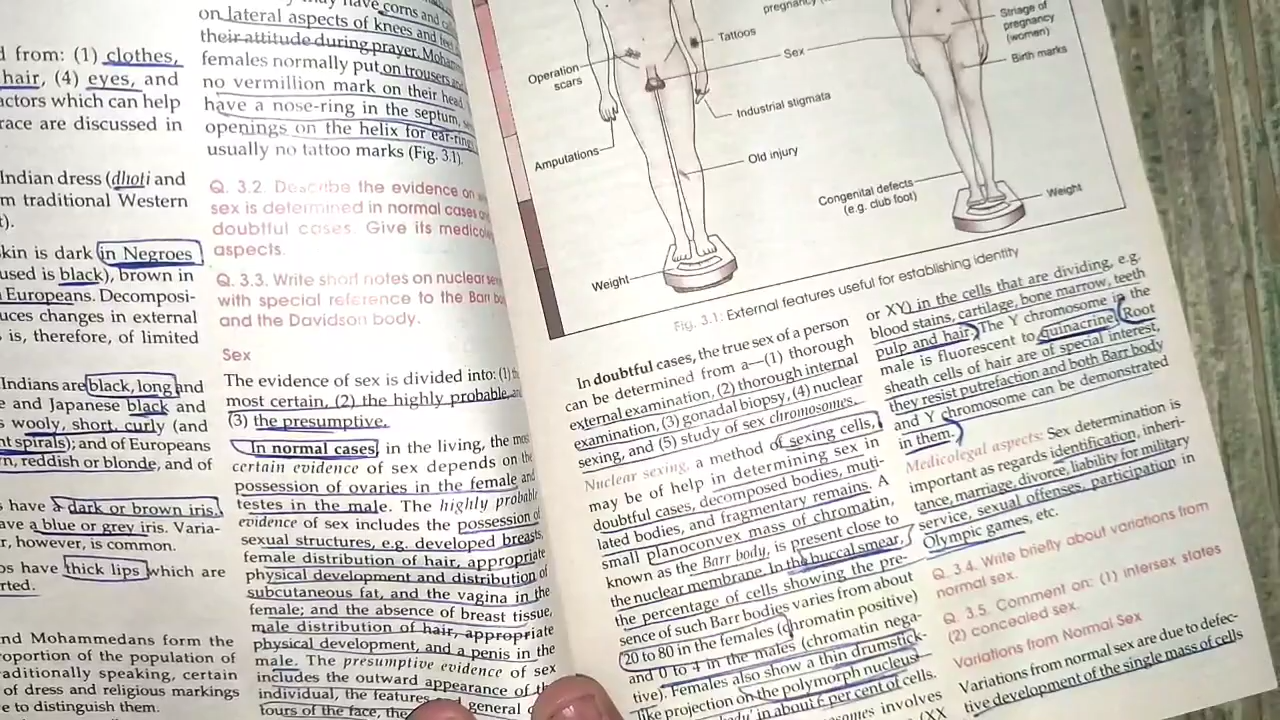 d from: (1) clothes,
hair, (4) eyes, and
actors which can help
race are discussed in
Indian dress (dhoti and
m traditional Western
t).
kin is dark in Negroes
used is black), brown in
Europeans. Decomposi-
uces changes in external
is, therefore, of limited
Indians are black, long and
e and Japanese black and
s wooly, short, curly (and
nt spirals); and of Europeans
n, reddish or blonde, and of
s have a dark or brown iris.
ave a blue or grey iris. Varia-
r, however, is common.
os have thick lips which are
rted.
nd Mohammedans form the
roportion of the population of
raditionally speaking, certain
of dress and religious markings
e to distinguish them.
may have corns and
on lateral aspects of knees and feet
their attitude during prayer. Moham
females normally put on trousers and
no vermillion mark on their head
have a nose-ring in the septum,
openings on the helix for ear-ring
usually no tattoo marks (Fig. 3.1).
Q. 3.2. Describe the evidence on
sex is determined in normal cases
doubtful cases. Give its medicole
aspects.
Q. 3.3. Write short notes on nuclear sex
with special reference to the Barr bo
and the Davidson body.
Sex
The evidence of sex is divided into: (1)
most certain, (2) the highly probable, and
(3) the presumptive.
In normal cases, in the living, the most
certain evidence of sex depends on the
possession of ovaries in the female and
testes in the male. The highly probable
evidence of sex includes the possession of
sexual structures, e.g. developed breasts,
female distribution of hair, appropriate
physical development and distribution of
subcutaneous fat, and the vagina in the
female; and the absence of breast tissue,
male distribution of hair, appropriate
physical development, and a penis in the
male. The presumptive evidence of sex
includes the outward appearance of the
individual, the features general
tours of the face, the
pregnancy
Tattoos
Operation
scars
Sex
Industrial stigmata
Amputations
Old injury
Weight
Striae of
pregnancy
(women)
Birth marks
Congenital defects
(e.g. club foot)
Weight
Fig. 3.1: External features useful for establishing identity
In doubtful cases, the true sex of a person
can be determined from a—(1) thorough
external examination, (2) thorough internal
examination, (3) gonadal biopsy, (4) nuclear
sexing, and (5) study of sex chromosomes.
Nuclear sexing, a method of sexing cells,
may be of help in determining sex in
doubtful cases, decomposed bodies, muti-
lated bodies, and fragmentary remains. A
small planoconvex mass of chromatin,
known as the Barr body, is present close to
the nuclear membrane. In the buccal smear,
the percentage of cells showing the pre-
sence of such Barr bodies varies from about
20 to 80 in the females (chromatin positive)
and 0 to 4 in the males (chromatin nega-
tive). Females also show a thin drumstick-
like projection on the polymorph nucleus
body' in about 6 per cent of cells.
omes involves
(XX
or XY) in the cells that are dividing, e.g.
blood stains, cartilage, bone marrow, teeth
pulp and hair. The Y chromosome in the
male is fluorescent to quinacrine. Root
sheath cells of hair are of special interest,
they resist putrefaction and both Barr body
and Y chromosome can be demonstrated
in them.
Medicolegal aspects: Sex determination is
important as regards identification, inheri-
tance, marriage, divorce, liability for military
service, sexual offenses, participation in
Olympic games, etc.
Q. 3.4. Write briefly about variations from
normal sex.
Q. 3.5. Comment on: (1) intersex states
(2) concealed sex.
Variations from Normal Sex
Variations from normal sex are due to defec-
tive development of the single mass of cells